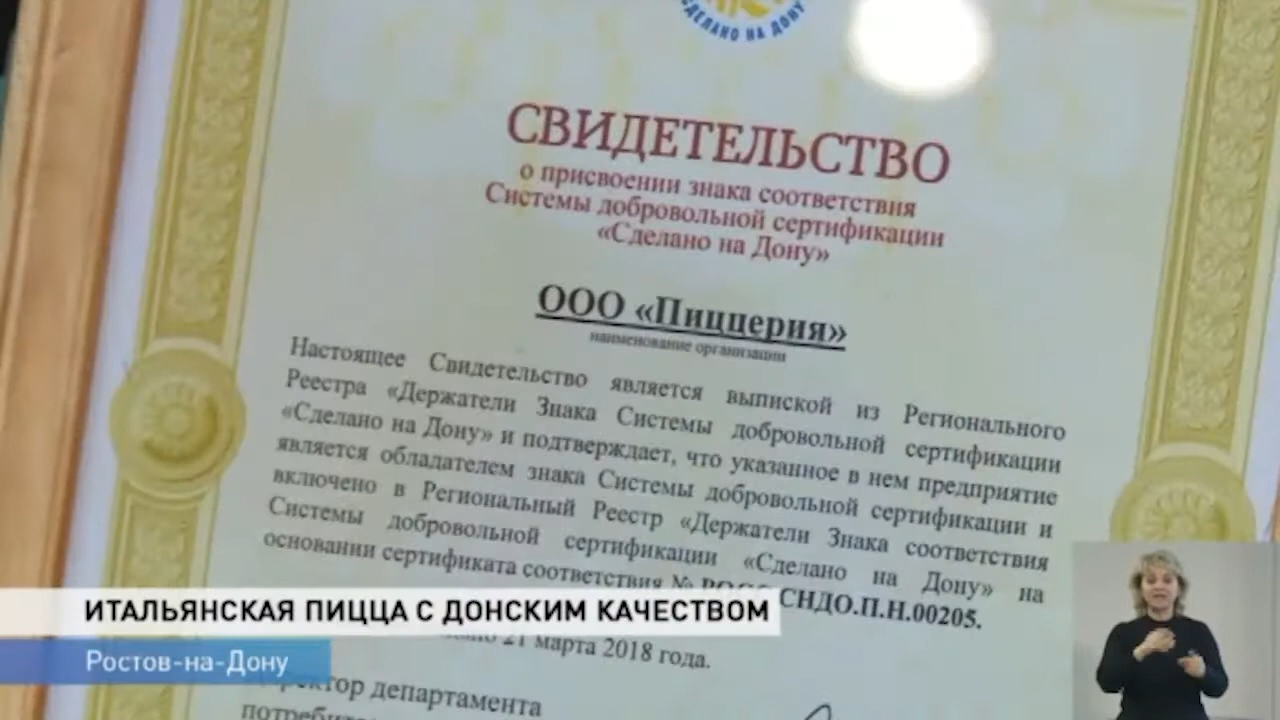 СДЕЛАНО НА ДОНУ
СВИДЕТЕЛЬСТВО
о присвоении знака соответствия
Системы добровольной сертификации
«Сделано на Дону»
ООО «Пиццерия»
наименование организации
Настоящее Свидетельство является выпиской из Регионального
Реестра «Держатели Знака Системы добровольной сертификации
«Сделано на Дону» и подтверждает, что указанное в нем предприятие
является обладателем знака Системы добровольной сертификации и
включено в Региональный Реестр «Держатели Знака соответствия
Системы добровольной сертификации «Сделано на Дону» на
основании сертификата соответствия № СНДО.П.Н.00205.
21 марта 2018 года.
департамента
ИТАЛЬЯНСКАЯ ПИЦЦА С ДОНСКИМ КАЧЕСТВОМ
Ростов-на-Дону